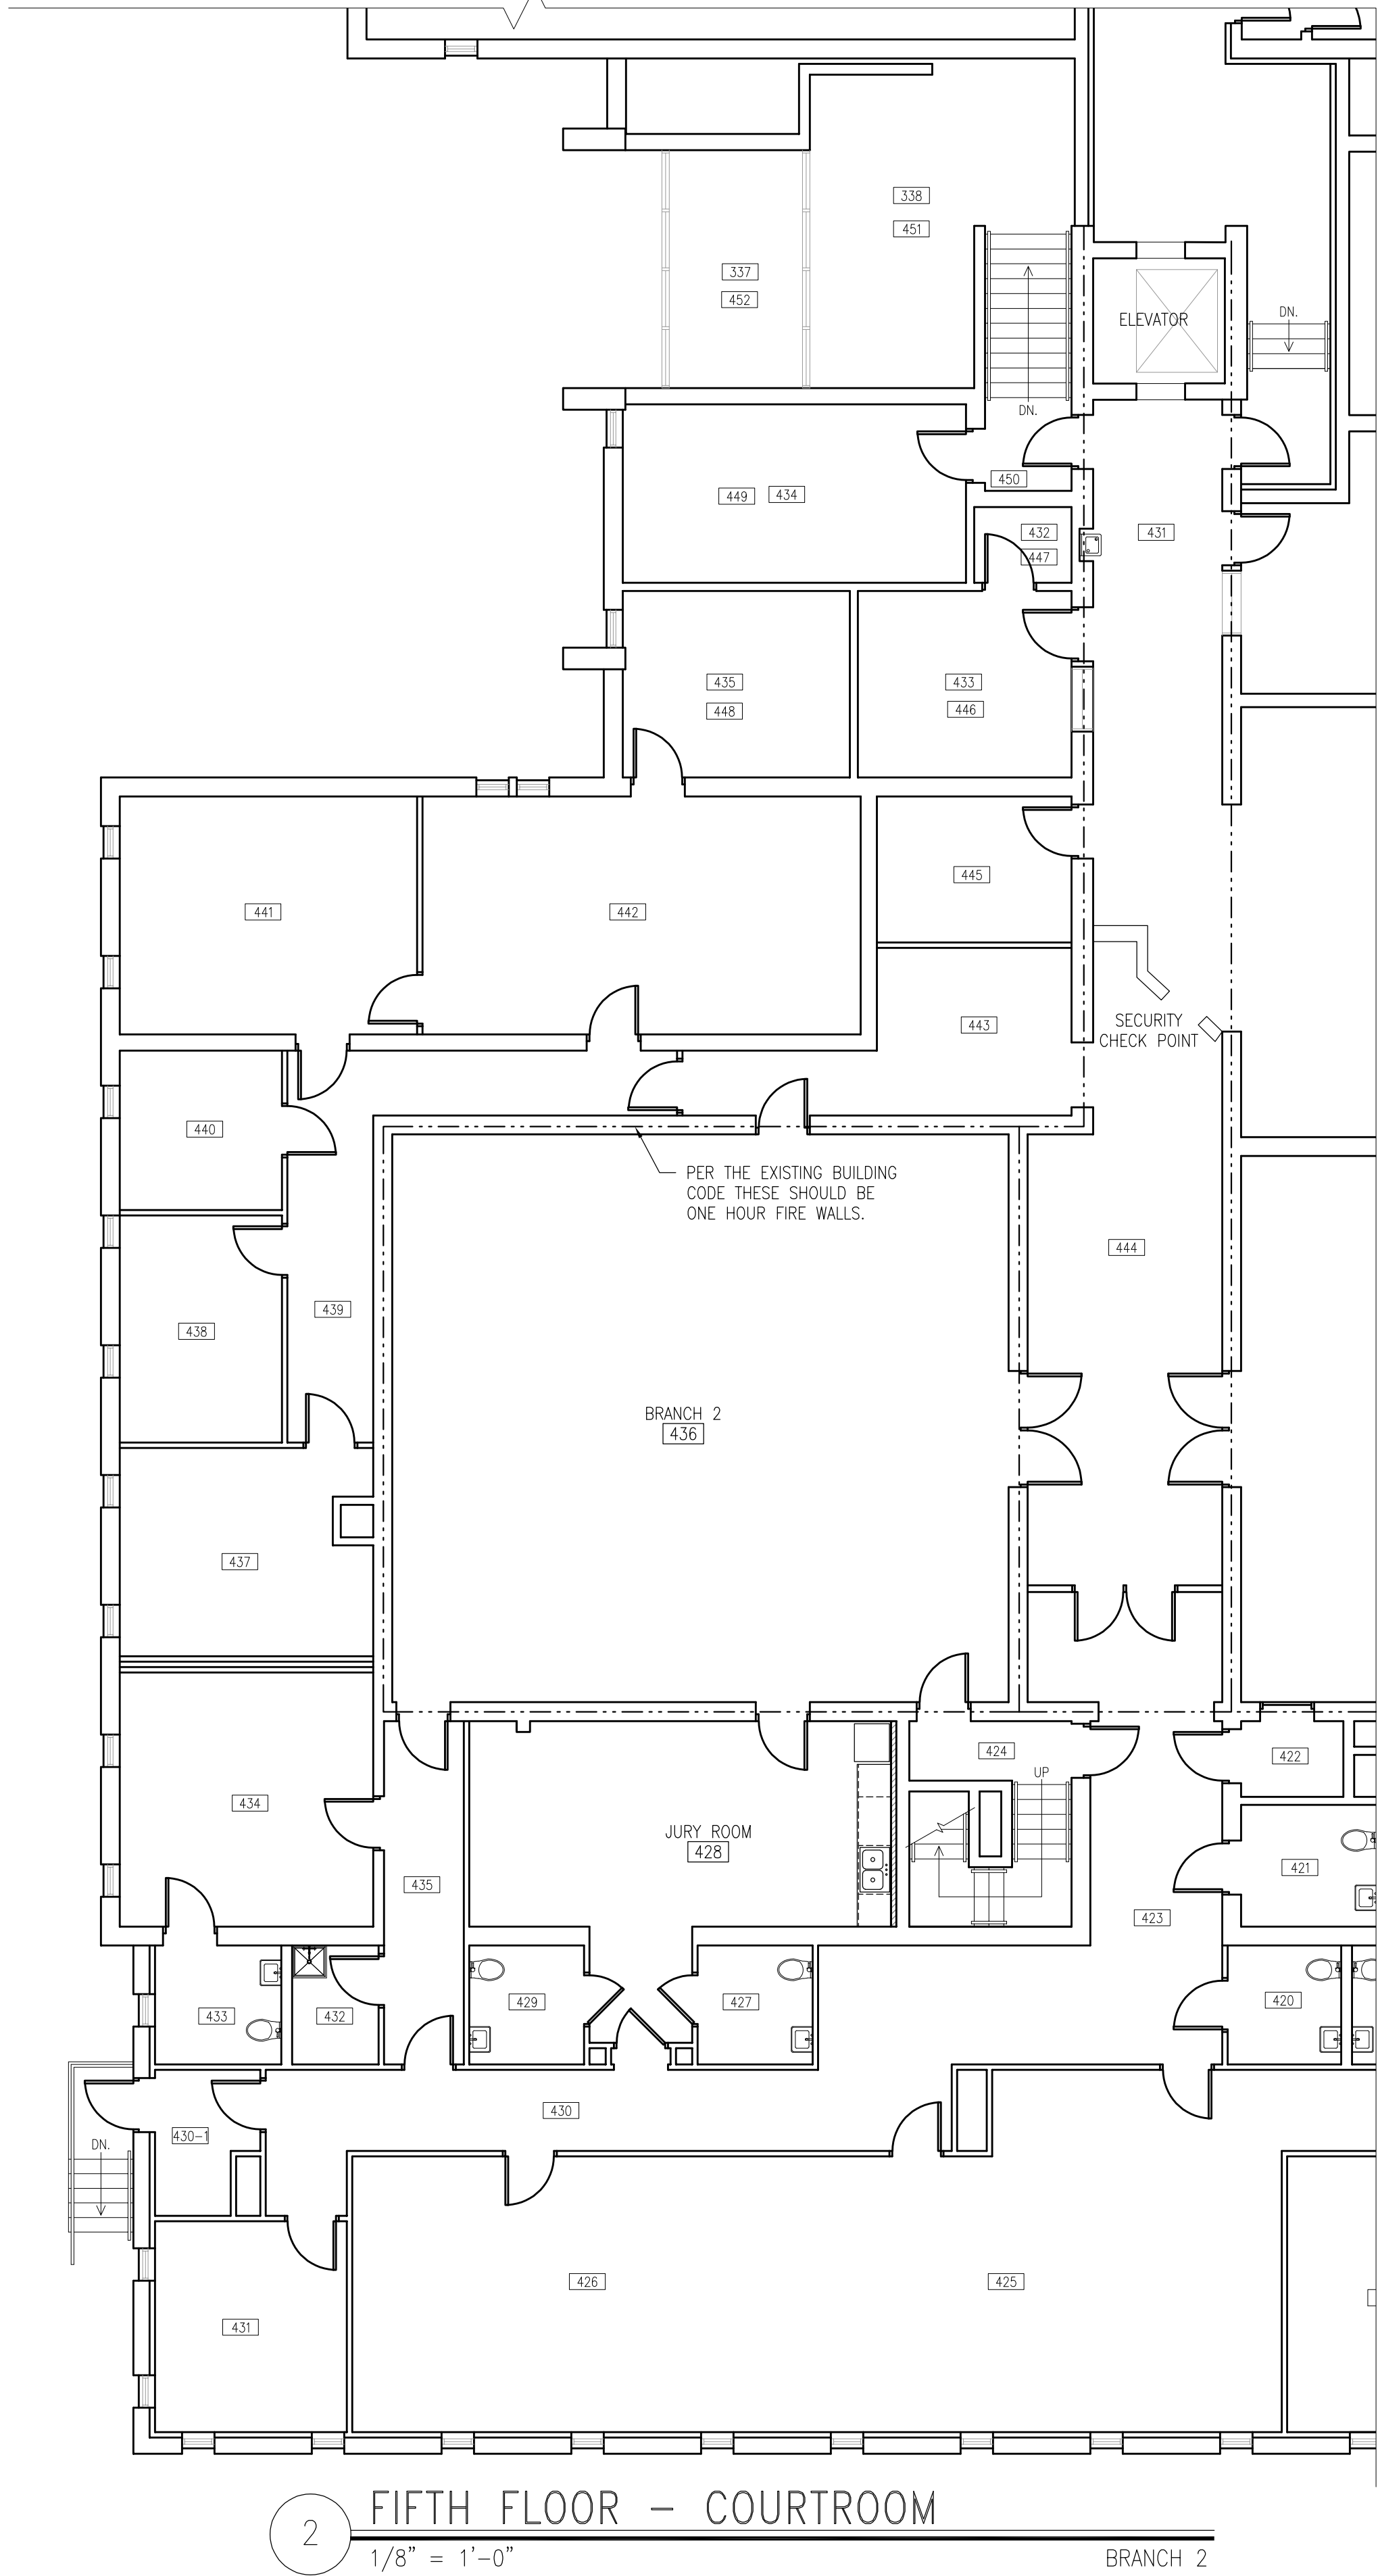 338
451
337
452
ELEVATOR
DN.
DN.
450
449 434
432
447
431
435
448
433
446
445
441
442
443
SECURITY
CHECK POINT
440
PER THE EXISTING BUILDING
CODE THESE SHOULD BE
ONE HOUR FIRE WALLS.
444
439
438
BRANCH 2
436
437
424
422
UP
434
JURY ROOM
428
421
435
423
433
432
429
427
420
430
430-1
DN.
426
425
431
2
FIFTH FLOOR - COURTROOM
1/8" = 1'-0"
BRANCH 2